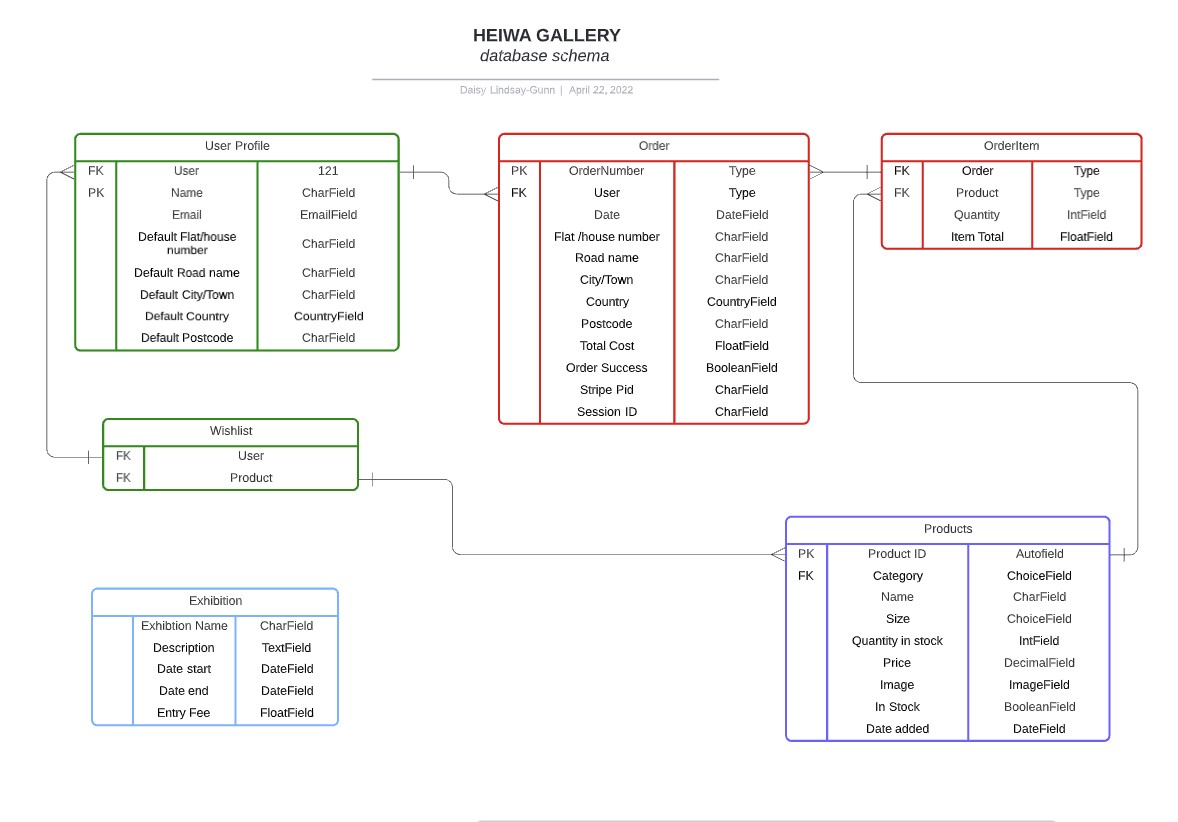 HEIWA GALLERY
database schema
Daisy Lindsay-Gunn | April 22, 2022
User Profile
FK User 121
PK Name CharField
Email EmailField
Default Flat/house
number CharField
Default Road name CharField
Default City/Town CharField
Default Country CountryField
Default Postcode CharField
Order
PK OrderNumber Type
FK User Type
Date DateField
Flat /house number CharField
Road name CharField
City/Town CharField
Country CountryField
Postcode CharField
Total Cost FloatField
Order Success BooleanField
Stripe Pid CharField
Session ID CharField
OrderItem
FK Order Type
FK Product Type
Quantity IntField
Item Total FloatField
Wishlist
FK User
FK Product
Products
PK Product ID Autofield
FK Category ChoiceField
Name CharField
Size ChoiceField
Quantity in stock IntField
Price DecimalField
Image ImageField
In Stock BooleanField
Date added DateField
Exhibition
Exhibtion Name CharField
Description TextField
Date start DateField
Date end DateField
Entry Fee FloatField